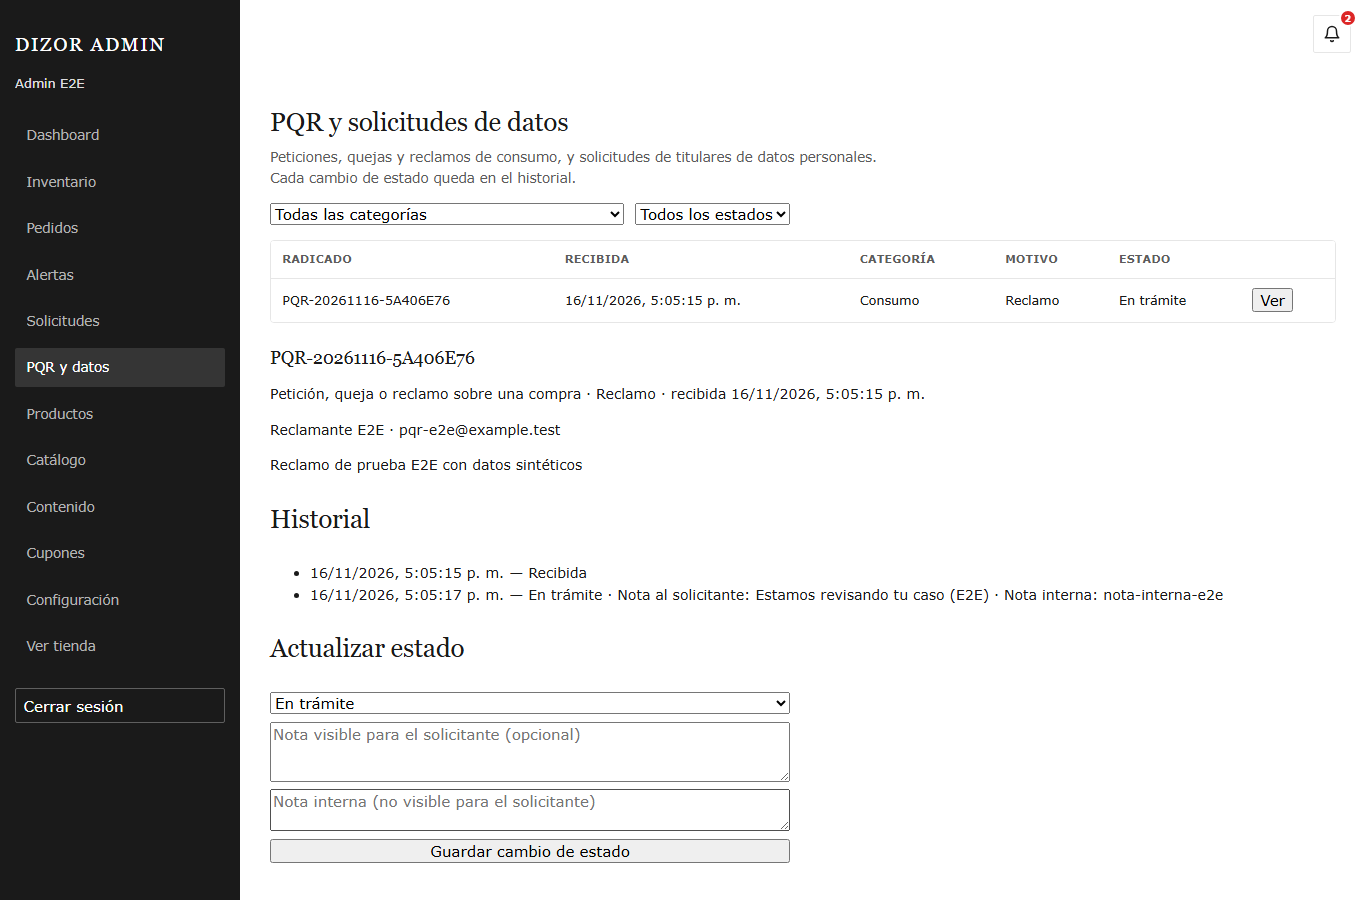 DIZOR ADMIN
Admin E2E
Dashboard
Inventario
Pedidos
Alertas
Solicitudes
PQR y datos
Productos
Catálogo
Contenido
Cupones
Configuración
Ver tienda
Cerrar sesión
2
PQR y solicitudes de datos
Peticiones, quejas y reclamos de consumo, y solicitudes de titulares de datos personales.
Cada cambio de estado queda en el historial.
Todas las categorías Todos los estados
RADICADO RECIBIDA CATEGORÍA MOTIVO ESTADO
PQR-20261116-5A406E76 16/11/2026, 5:05:15 p. m. Consumo Reclamo En trámite Ver
PQR-20261116-5A406E76
Petición, queja o reclamo sobre una compra · Reclamo · recibida 16/11/2026, 5:05:15 p. m.
Reclamante E2E · pqr-e2e@example.test
Reclamo de prueba E2E con datos sintéticos
Historial
• 16/11/2026, 5:05:15 p. m. — Recibida
• 16/11/2026, 5:05:17 p. m. — En trámite · Nota al solicitante: Estamos revisando tu caso (E2E) · Nota interna: nota-interna-e2e
Actualizar estado
En trámite
Nota visible para el solicitante (opcional)
Nota interna (no visible para el solicitante)
Guardar cambio de estado